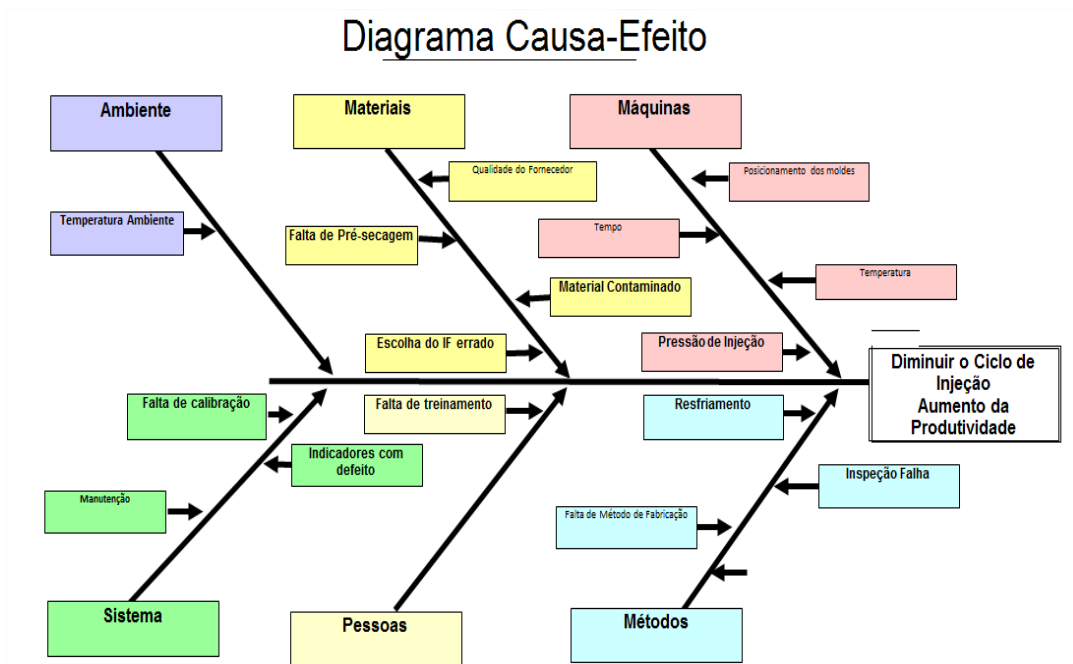 Diagrama Causa-Efeito
Ambiente
Materiais
Máquinas
Qualidade do Fornecedor
Posicionamento dos moldes
Temperatura Ambiente
Falta de Pré-secagem
Tempo
Material Contaminado
Temperatura
Escolha do IF errado
Pressão de Injeção
Diminuir o Ciclo de
Injeção
Aumento da
Produtividade
Falta de calibração
Falta de treinamento
Resfriamento
Indicadores com
defeito
Inspeção Falha
Manutenção
Falta de Método de Fabricação
Sistema
Pessoas
Métodos